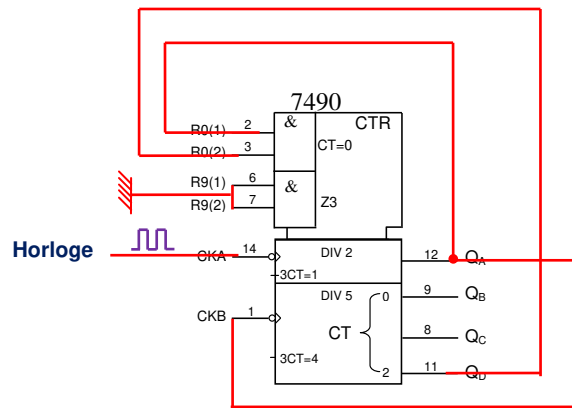 7490
R0(1) 2 & CTR
R0(2) 3 CT=0
R9(1) 6 &
R9(2) 7 Z3
Horloge CKA 14 DIV 2 12 QA
3CT=1
DIV 5 0 9 QB
CKB 1 CT 8 QC
3CT=4 2 11 QD